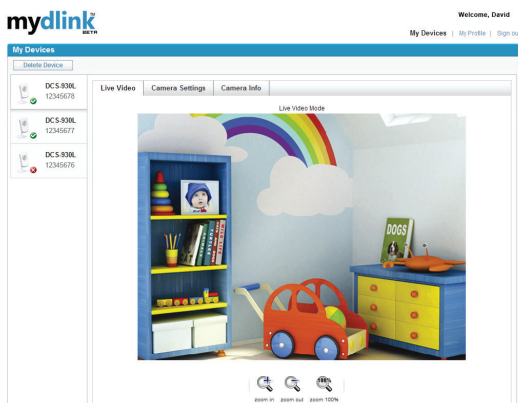 mydlink™
BETA
Welcome, David
My Devices | My Profile | Sign ou
My Devices
Delete Device
DCS-930L
12345678
DCS-930L
12345677
DCS-930L
12345676
Live Video
Camera Settings
Camera Info
Live Video Mode
DOGS
100%
zoom in
zoom out
zoom 100%